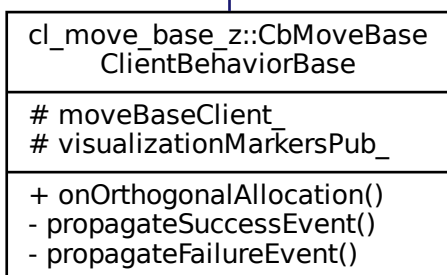 cl_move_base_z::CbMoveBase
ClientBehaviorBase
# moveBaseClient_
# visualizationMarkersPub_
+ onOrthogonalAllocation()
- propagateSuccessEvent()
- propagateFailureEvent()